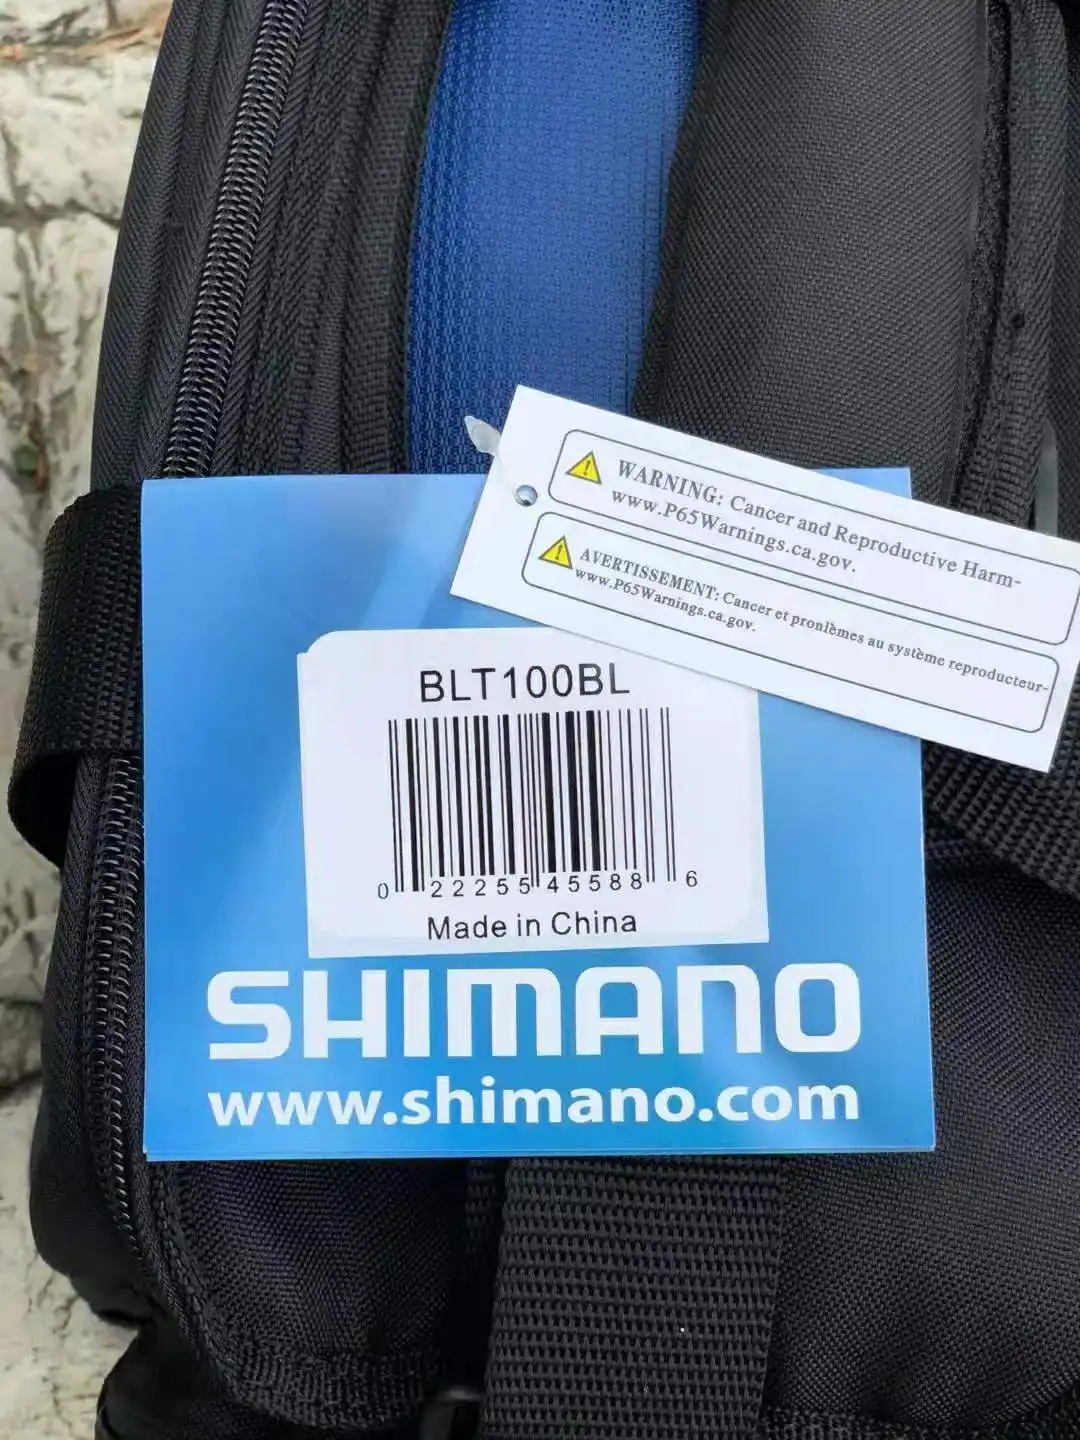 WARNING: Cancer and Reproductive Harm-
www.P65Warnings.ca.gov.
AVERTISSEMENT: Cancer et pronlèmes au système reproducteur-
www.P65Warnings.ca.gov.
BLT100BL
0 22255 45588 6
Made in China
SHIMANO
www.shimano.com